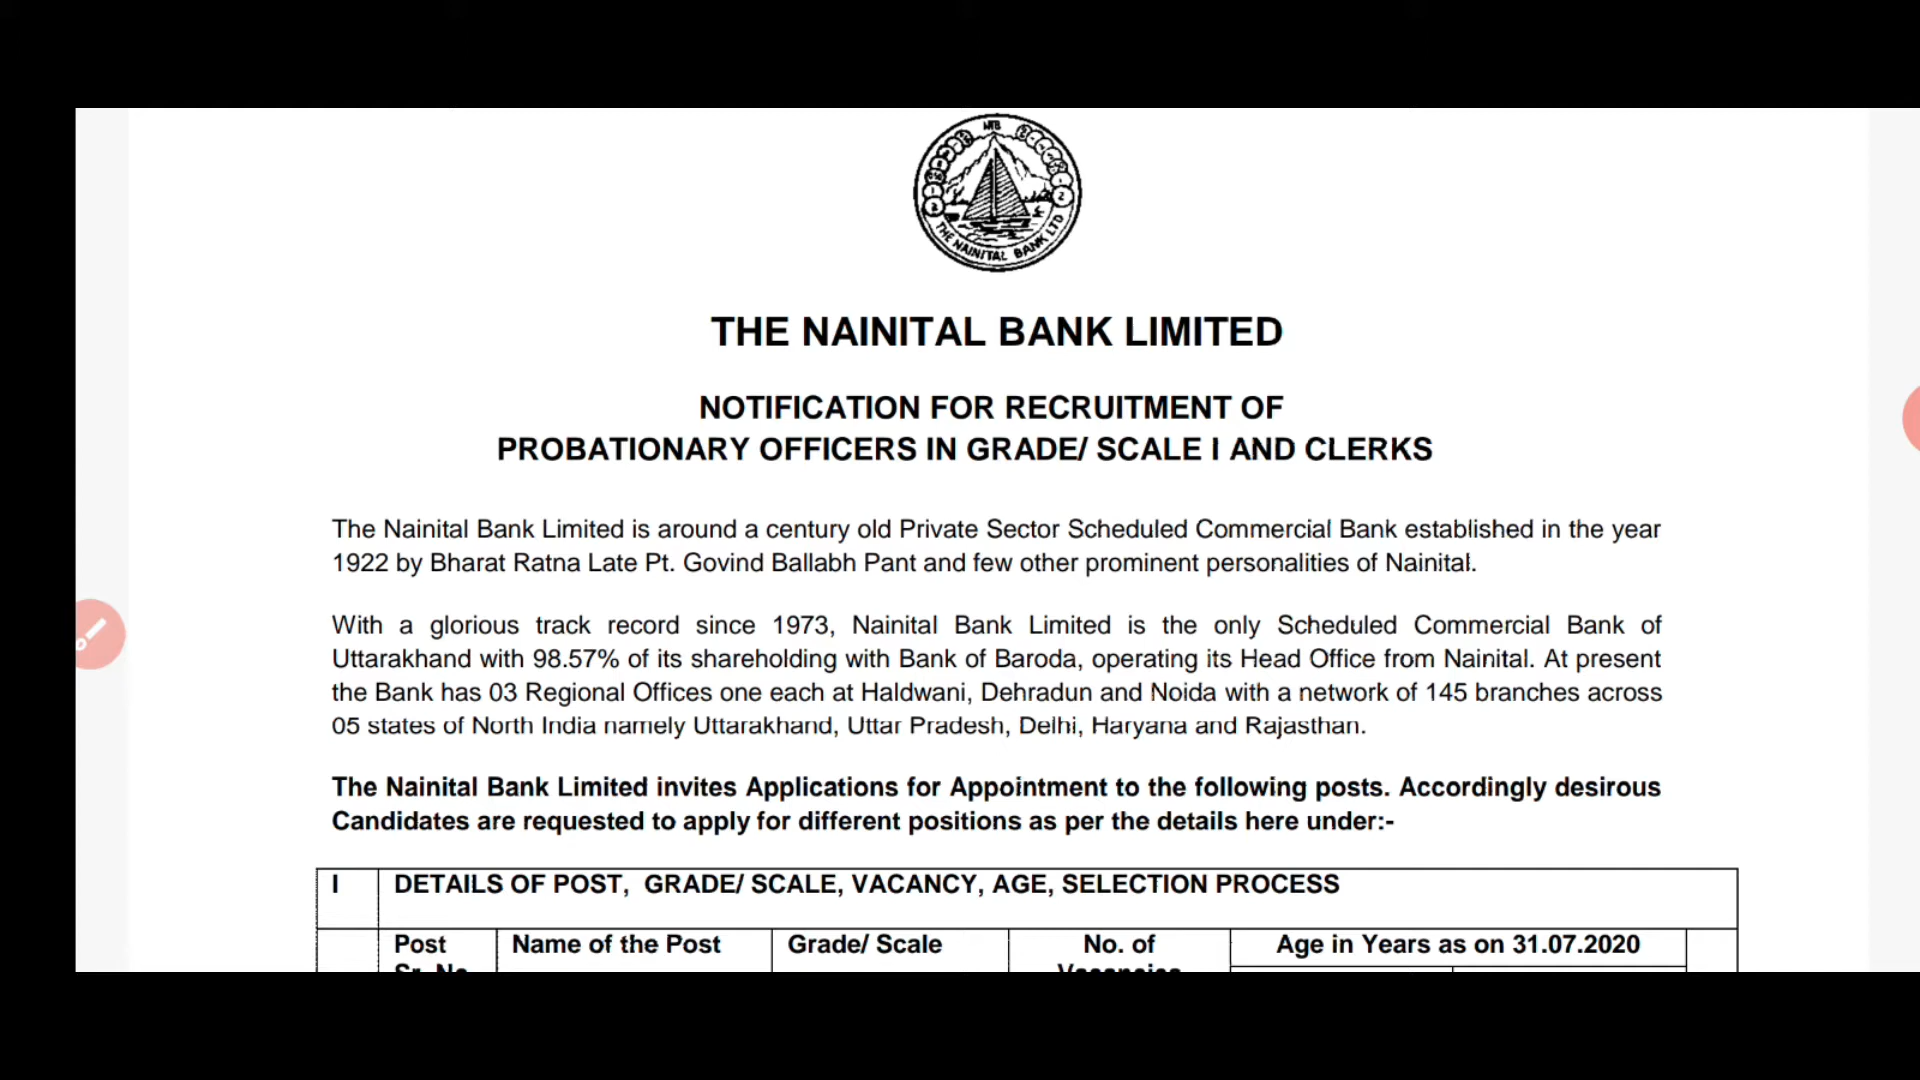 NTB
THE NAINITAL BANK LTD
THE NAINITAL BANK LIMITED
NOTIFICATION FOR RECRUITMENT OF
PROBATIONARY OFFICERS IN GRADE/ SCALE I AND CLERKS
The Nainital Bank Limited is around a century old Private Sector Scheduled Commercial Bank established in the year
1922 by Bharat Ratna Late Pt. Govind Ballabh Pant and few other prominent personalities of Nainital.
With a glorious track record since 1973, Nainital Bank Limited is the only Scheduled Commercial Bank of
Uttarakhand with 98.57% of its shareholding with Bank of Baroda, operating its Head Office from Nainital. At present
the Bank has 03 Regional Offices one each at Haldwani, Dehradun and Noida with a network of 145 branches across
05 states of North India namely Uttarakhand, Uttar Pradesh, Delhi, Haryana and Rajasthan.
The Nainital Bank Limited invites Applications for Appointment to the following posts. Accordingly desirous
Candidates are requested to apply for different positions as per the details here under:-
I DETAILS OF POST, GRADE/ SCALE, VACANCY, AGE, SELECTION PROCESS
Post Name of the Post Grade/ Scale No. of Age in Years as on 31.07.2020
Sr. No Vacancies